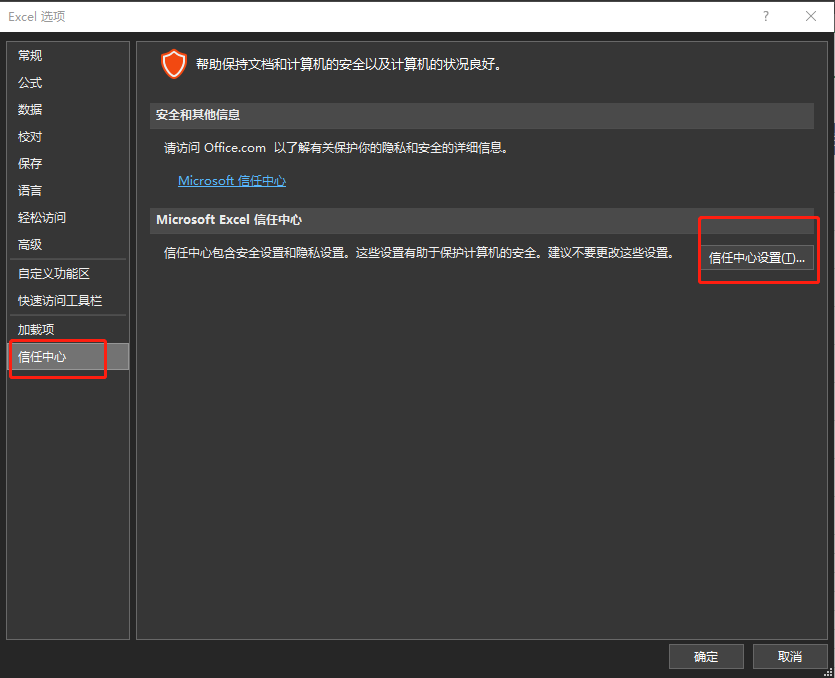 Excel 选项
?
常规
公式
数据
校对
保存
语言
轻松访问
高级
自定义功能区
快速访问工具栏
加载项
信任中心
帮助保持文档和计算机的安全以及计算机的状况良好。
安全和其他信息
请访问 Office.com 以了解有关保护你的隐私和安全的详细信息。
Microsoft 信任中心
Microsoft Excel 信任中心
信任中心包含安全设置和隐私设置。这些设置有助于保护计算机的安全。建议不要更改这些设置。
信任中心设置(T)...
确定
取消